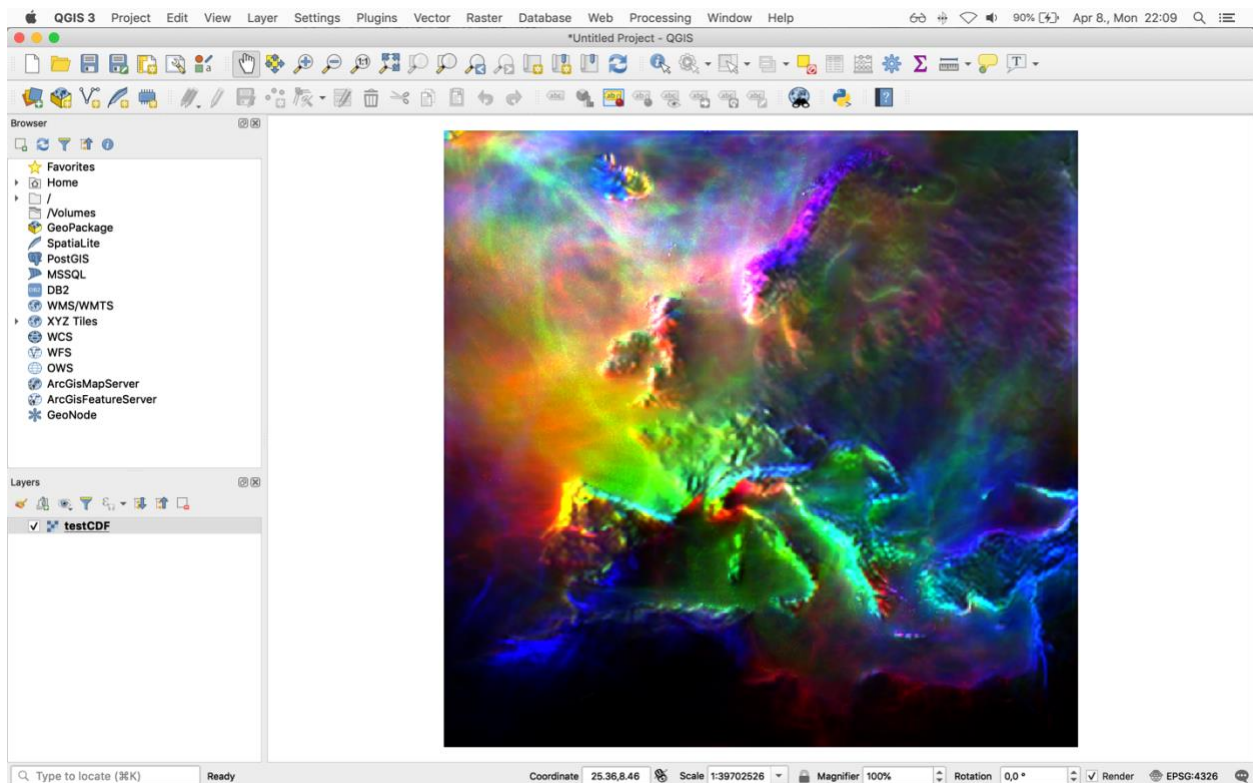 QGIS 3 Project Edit View Layer Settings Plugins Vector Raster Database Web Processing Window Help 90% Apr 8., Mon 22:09
*Untitled Project - QGIS
Browser
Favorites
Home
/
/Volumes
GeoPackage
SpatiaLite
PostGIS
MSSQL
DB2
WMS/WMTS
XYZ Tiles
WCS
WFS
OWS
ArcGisMapServer
ArcGisFeatureServer
GeoNode
Layers
testCDF
Type to locate (⌘K) Ready Coordinate 25.36,8.46 Scale 1:39702526 Magnifier 100% Rotation 0,0 ° Render EPSG:4326